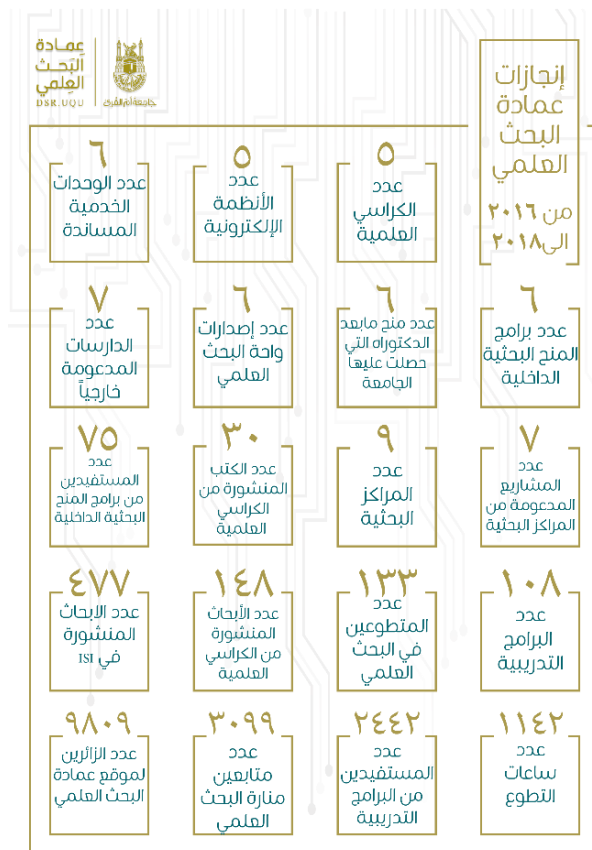 عمادة
البَحث
العِلمي
DSR.UQU
جامعة أم القرى
إنجازات
عمادة
البحث
العلمي
من ٢٠١٦
الى ٢٠١٨
٥
عدد
الكراسي
العلمية
٥
عدد
الأنظمة
الإلكترونية
٦
عدد الوحدات
الخدمية
المساندة
٦
عدد برامج
المنح البحثية
الداخلية
٦
عدد منح مابعد
الدكتوراه التي
حصلت عليها
الجامعة
٦
عدد إصدارات
واحة البحث
العلمي
٧
عدد
الدارسات
المدعومة
خارجياً
٧
عدد
المشاريع
المدعومة من
المراكز البحثية
٩
عدد
المراكز
البحثية
٣٠
عدد الكتب
المنشورة من
الكراسي
العلمية
٧٥
عدد
المستفيدين
من برامج المنح
البحثية الداخلية
١٠٨
عدد
البرامج
التدريبية
١٣٣
عدد
المتطوعين
في البحث
العلمي
١٤٨
عدد الأبحاث
المنشورة
من الكراسي
العلمية
٤٧٧
عدد الابحاث
المنشورة
في ISI
١١٤٢
عدد
ساعات
التطوع
٢٤٤٢
عدد
المستفيدين
من البرامج
التدريبية
٣٠٩٩
عدد
متابعين
منارة البحث
العلمي
٩٨٠٩
عدد الزائرين
لموقع عمادة
البحث العلمي